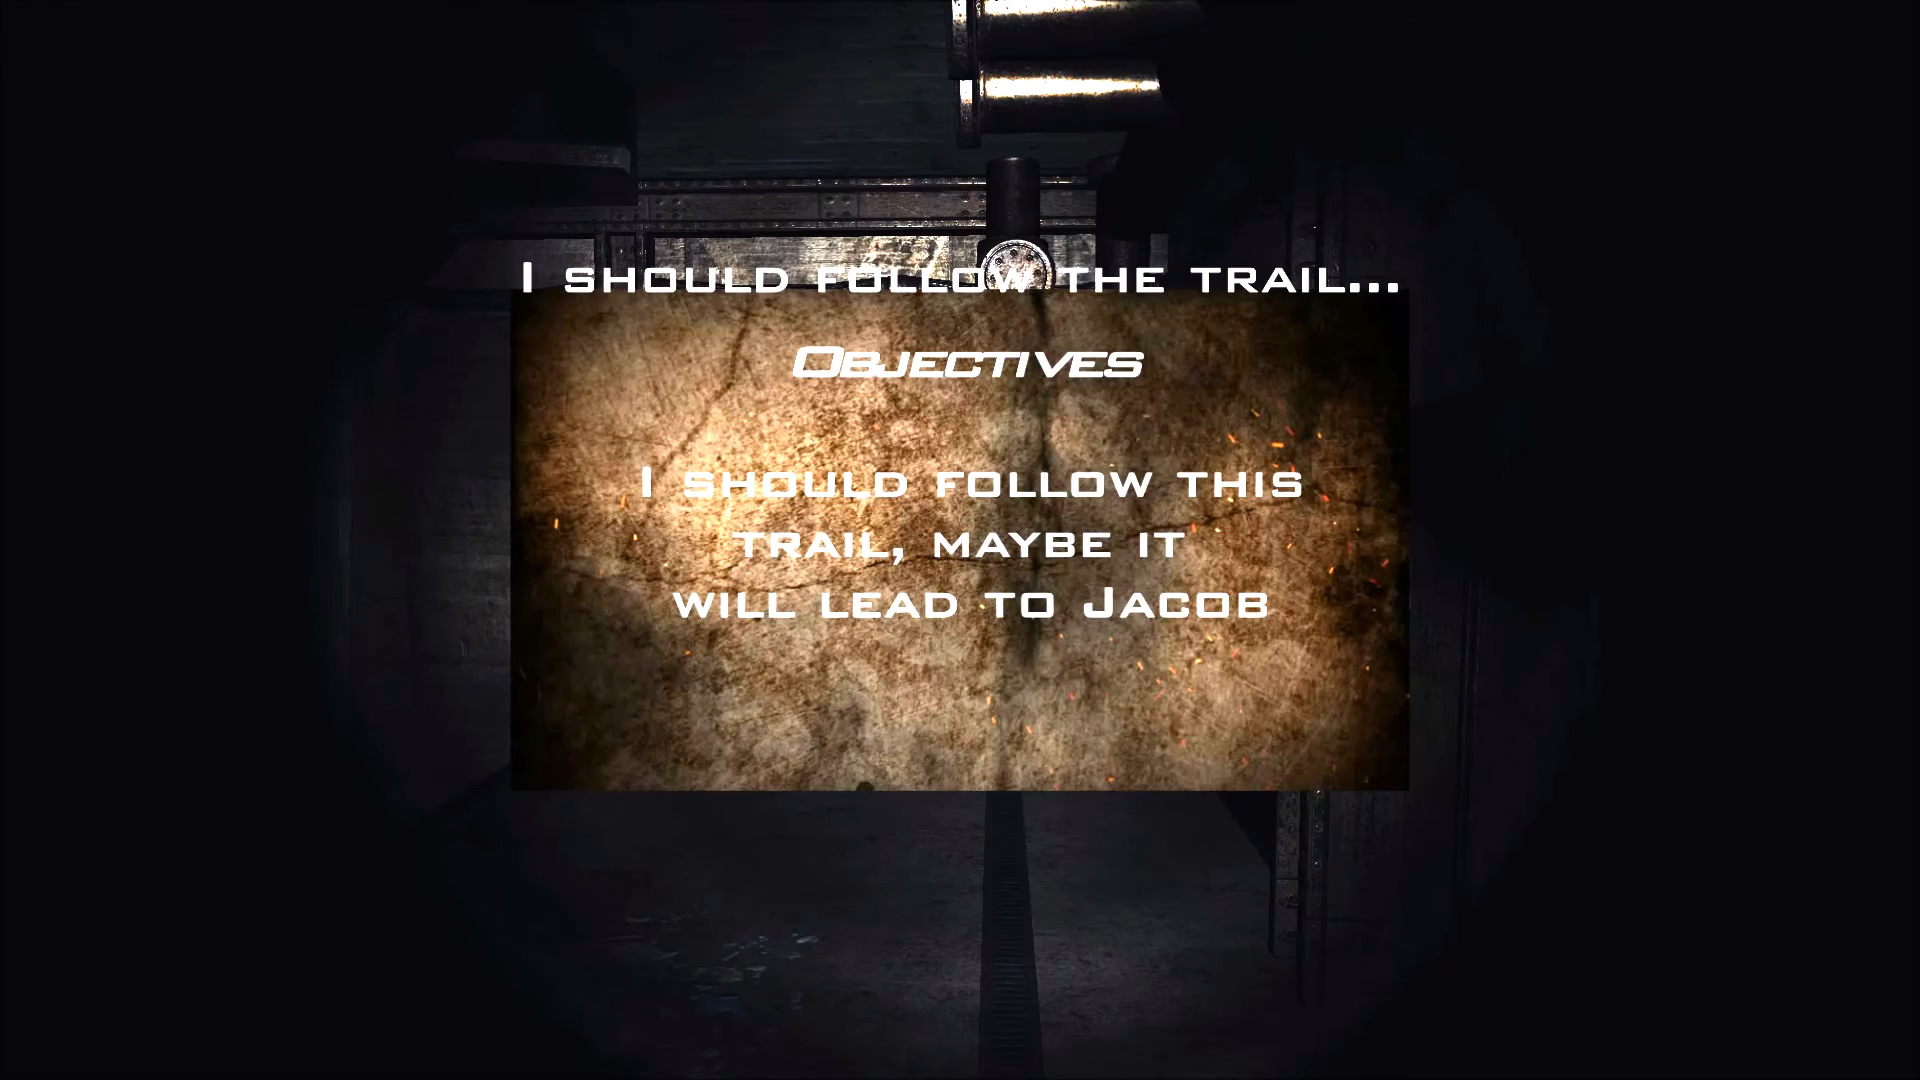 I should follow the trail...
Objectives
I should follow this
trail, maybe it
will lead to Jacob